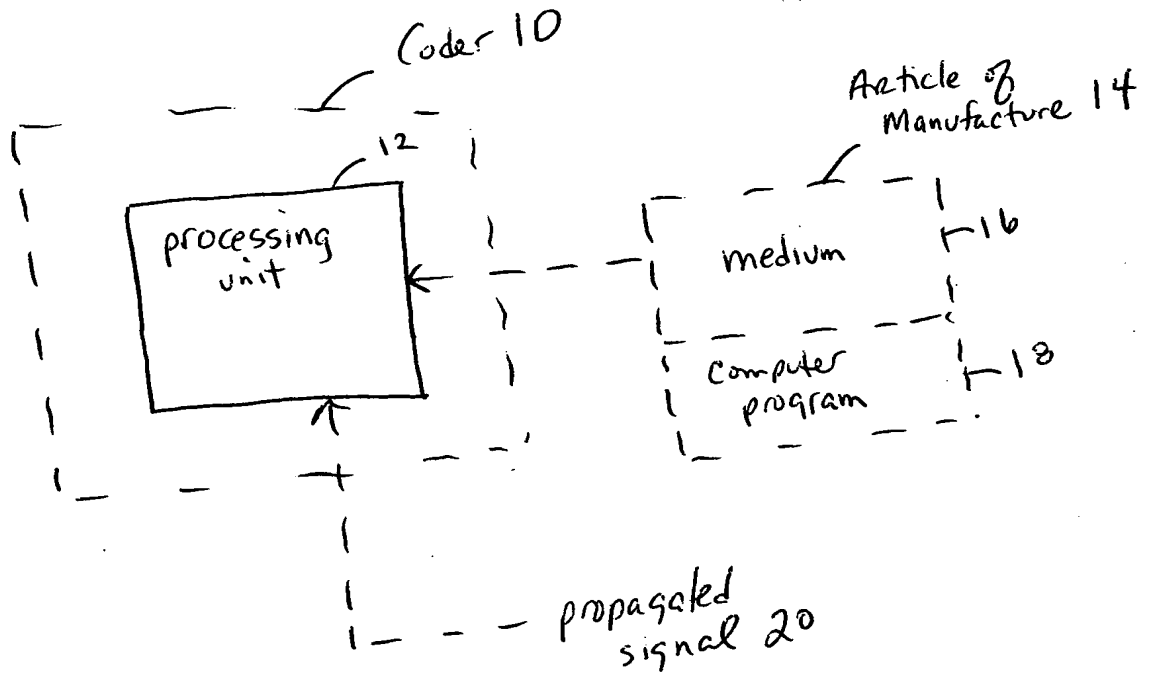 Coder 10
Article of
Manufacture 14
12
processing
unit
medium
16
computer
program
18
propagated
signal 20